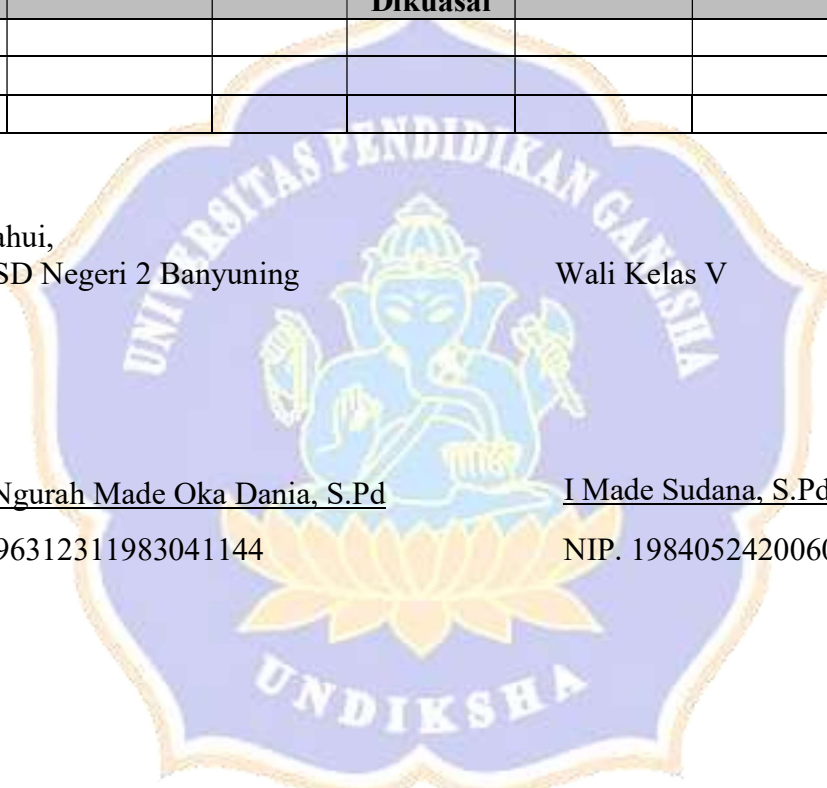 Dikuasai
ahui,
SD Negeri 2 Banyuning
Wali Kelas V
Ngurah Made Oka Dania, S.Pd
I Made Sudana, S.Pd
96312311983041144
NIP. 1984052420060
UNIVERSITAS PENDIDIKAN GANESHA
UNDIKSHA